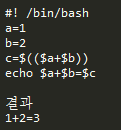 #! /bin/bash
a=1
b=2
c=$(($a+$b))
echo $a+$b=$c
결과
1+2=3